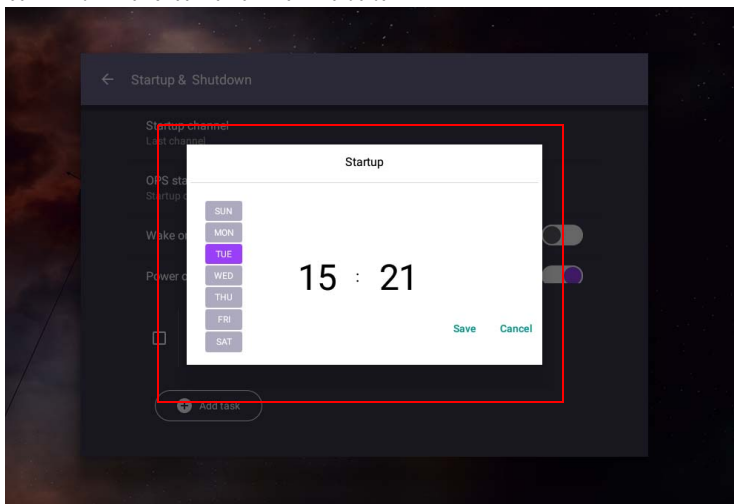 Startup & Shutdown
Startup channel
Last channel
Startup
OPS sta
Startup
SUN
MON
TUE
WED
THU
FRI
SAT
Wake o
Power o
15 : 21
Save Cancel
Add task